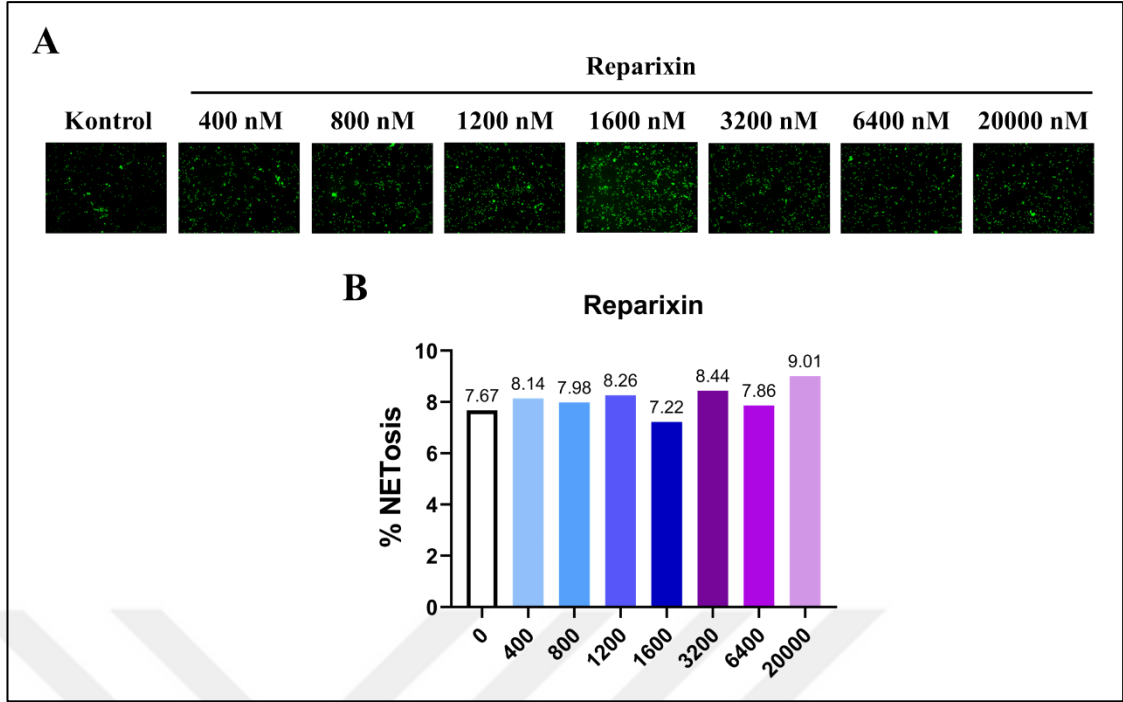 A
Reparixin
Kontrol 400 nM 800 nM 1200 nM 1600 nM 3200 nM 6400 nM 20000 nM
B
Reparixin
% NETosis
10
8
6
4
2
0
7.67 8.14 7.98 8.26 7.22 8.44 7.86 9.01
0 400 800 1200 1600 3200 6400 20000